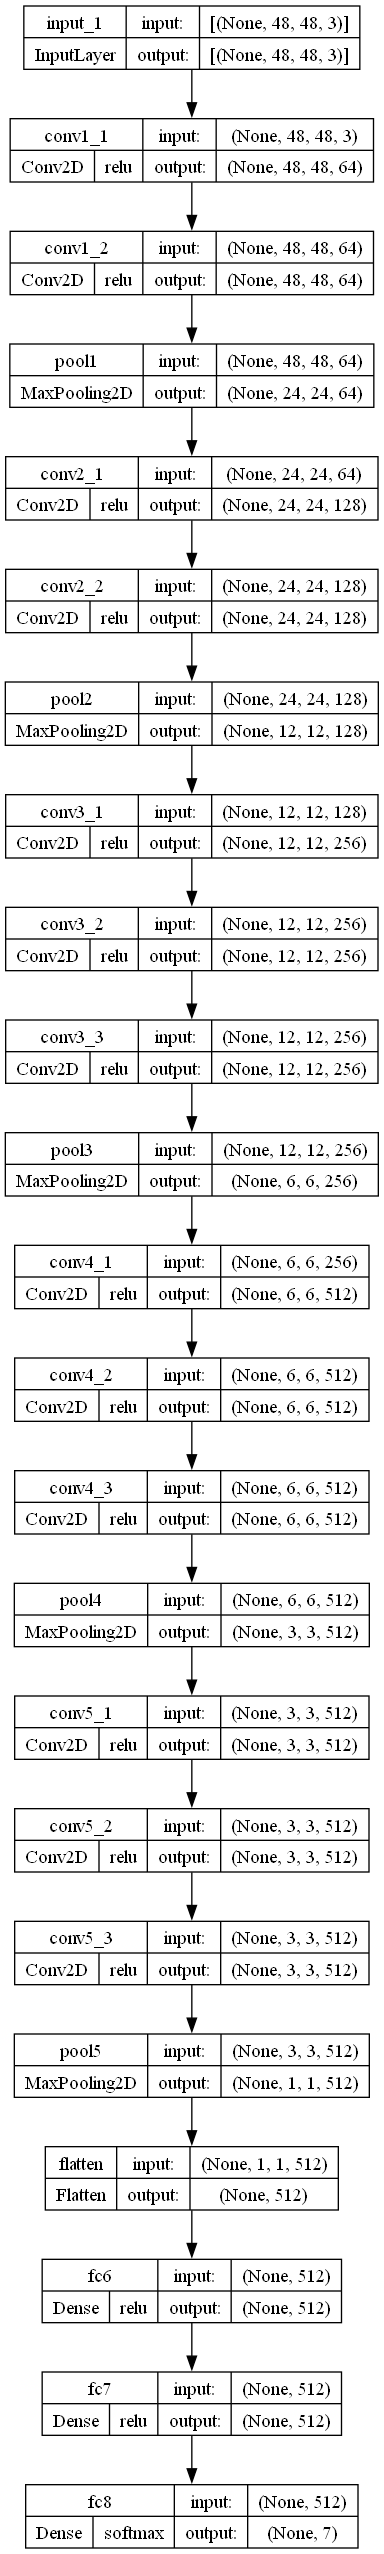 input_1 input: [(None, 48, 48, 3)]
InputLayer output: [(None, 48, 48, 3)]
conv1_1 input: (None, 48, 48, 3)
Conv2D relu output: (None, 48, 48, 64)
conv1_2 input: (None, 48, 48, 64)
Conv2D relu output: (None, 48, 48, 64)
pool1 input: (None, 48, 48, 64)
MaxPooling2D output: (None, 24, 24, 64)
conv2_1 input: (None, 24, 24, 64)
Conv2D relu output: (None, 24, 24, 128)
conv2_2 input: (None, 24, 24, 128)
Conv2D relu output: (None, 24, 24, 128)
pool2 input: (None, 24, 24, 128)
MaxPooling2D output: (None, 12, 12, 128)
conv3_1 input: (None, 12, 12, 128)
Conv2D relu output: (None, 12, 12, 256)
conv3_2 input: (None, 12, 12, 256)
Conv2D relu output: (None, 12, 12, 256)
conv3_3 input: (None, 12, 12, 256)
Conv2D relu output: (None, 12, 12, 256)
pool3 input: (None, 12, 12, 256)
MaxPooling2D output: (None, 6, 6, 256)
conv4_1 input: (None, 6, 6, 256)
Conv2D relu output: (None, 6, 6, 512)
conv4_2 input: (None, 6, 6, 512)
Conv2D relu output: (None, 6, 6, 512)
conv4_3 input: (None, 6, 6, 512)
Conv2D relu output: (None, 6, 6, 512)
pool4 input: (None, 6, 6, 512)
MaxPooling2D output: (None, 3, 3, 512)
conv5_1 input: (None, 3, 3, 512)
Conv2D relu output: (None, 3, 3, 512)
conv5_2 input: (None, 3, 3, 512)
Conv2D relu output: (None, 3, 3, 512)
conv5_3 input: (None, 3, 3, 512)
Conv2D relu output: (None, 3, 3, 512)
pool5 input: (None, 3, 3, 512)
MaxPooling2D output: (None, 1, 1, 512)
flatten input: (None, 1, 1, 512)
Flatten output: (None, 512)
fc6 input: (None, 512)
Dense relu output: (None, 512)
fc7 input: (None, 512)
Dense relu output: (None, 512)
fc8 input: (None, 512)
Dense softmax output: (None, 7)